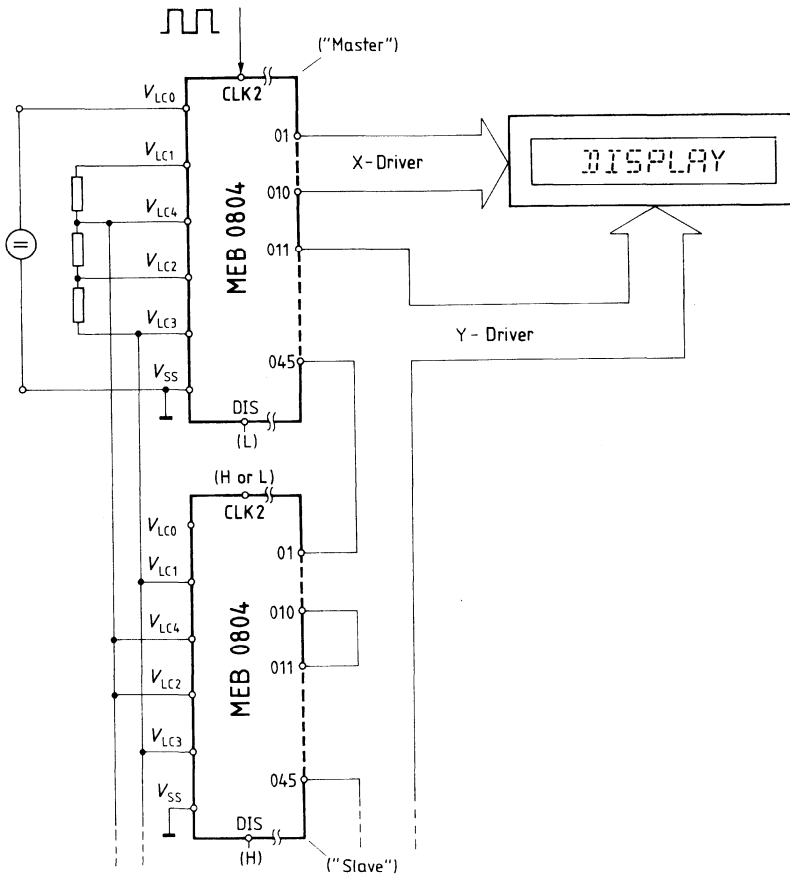 ("Master")
CLK2
V_LC0
V_LC1
V_LC4
V_LC2
V_LC3
V_SS
MEB 0804
01
010
011
045
DIS
(L)
X-Driver
DISPLAY
Y-Driver
(H or L)
CLK2
V_LC0
V_LC1
V_LC4
V_LC2
V_LC3
V_SS
MEB 0804
01
010
011
045
DIS
(H)
("Slave")